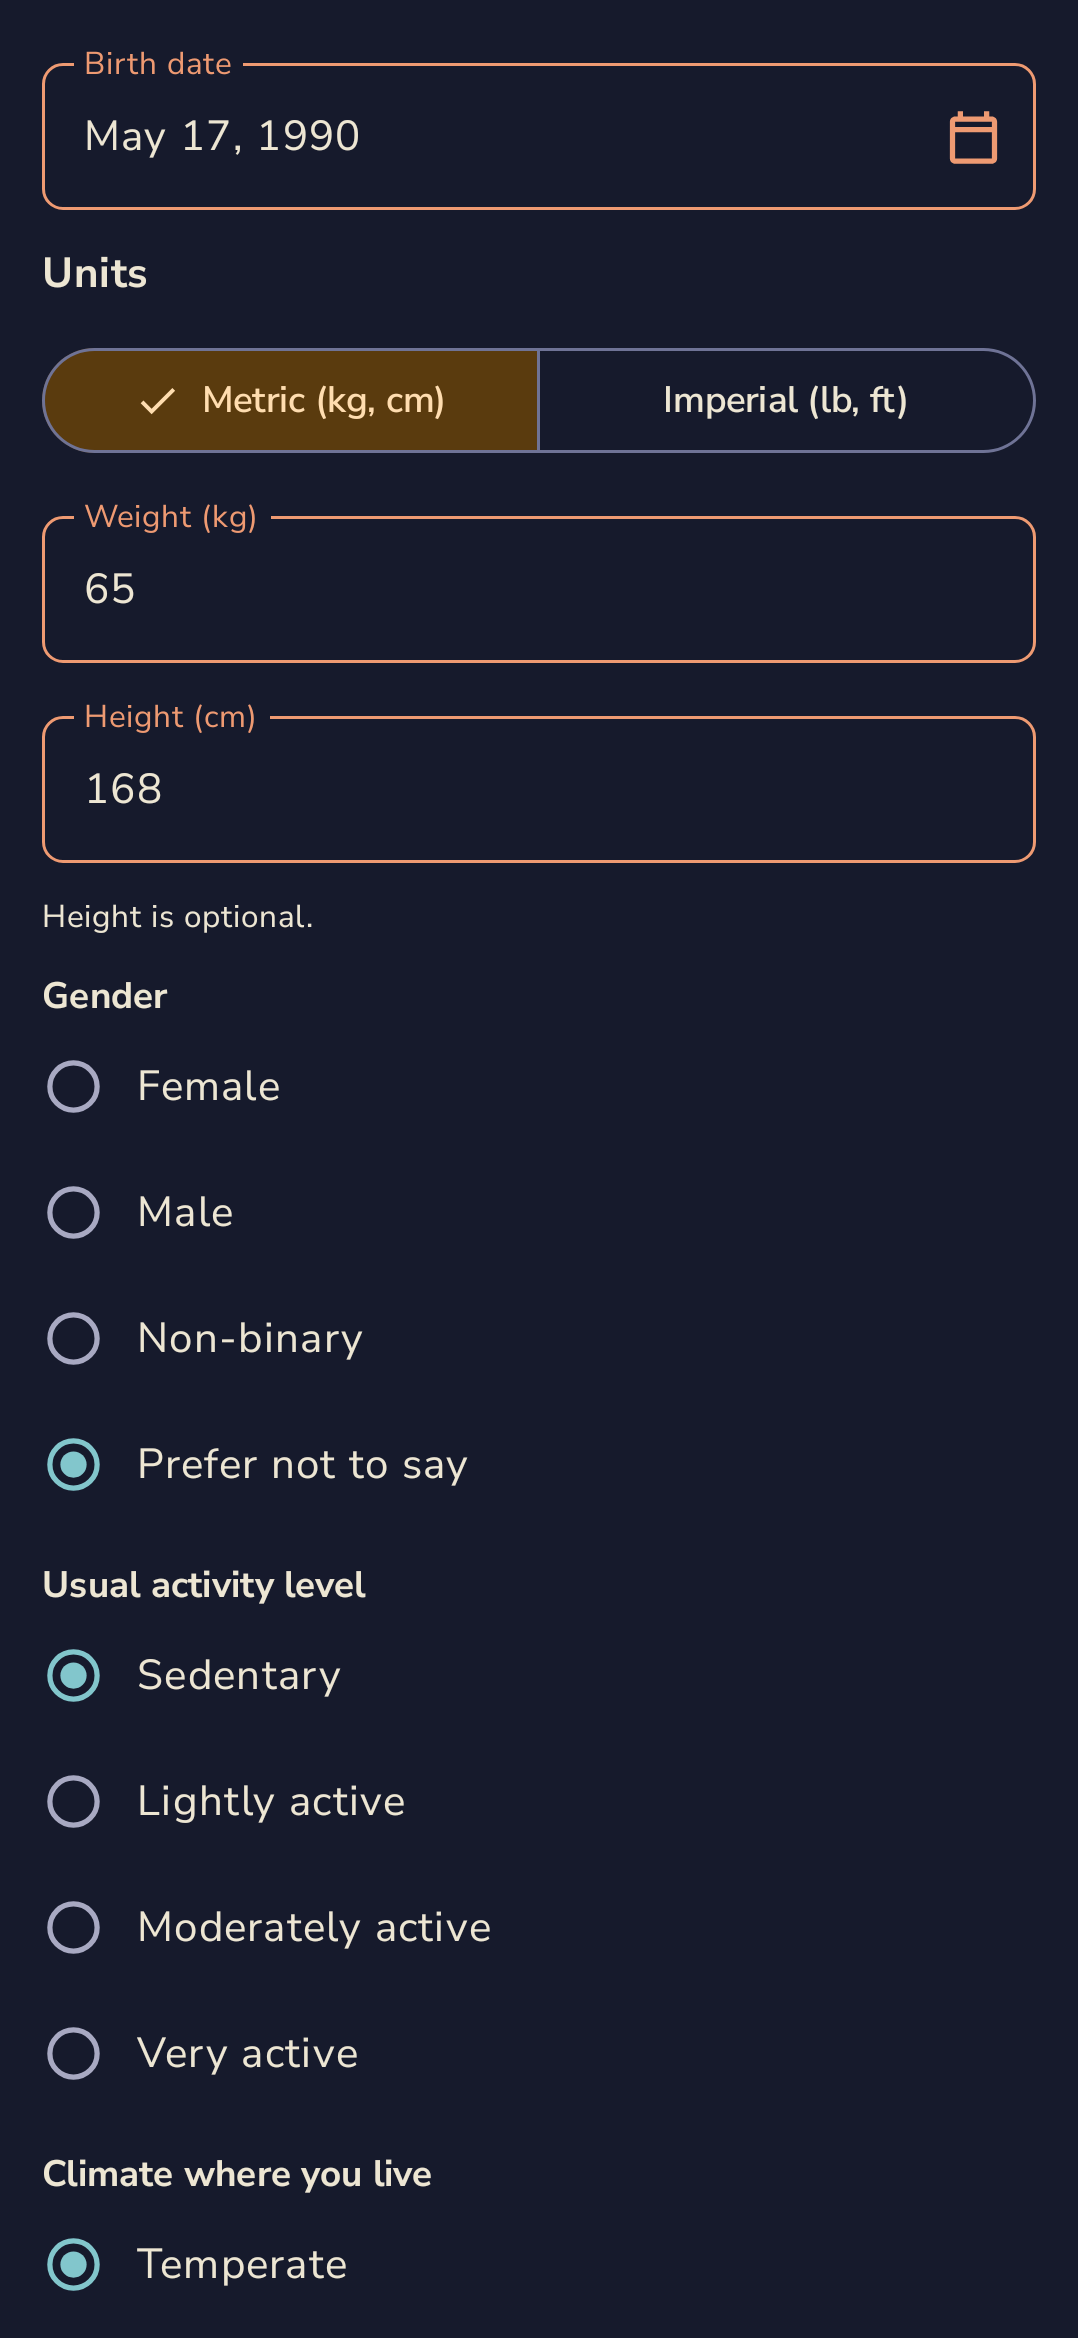 Birth date
May 17, 1990
Units
Metric (kg, cm)
Imperial (lb, ft)
Weight (kg)
65
Height (cm)
168
Height is optional.
Gender
Female
Male
Non-binary
Prefer not to say
Usual activity level
Sedentary
Lightly active
Moderately active
Very active
Climate where you live
Temperate